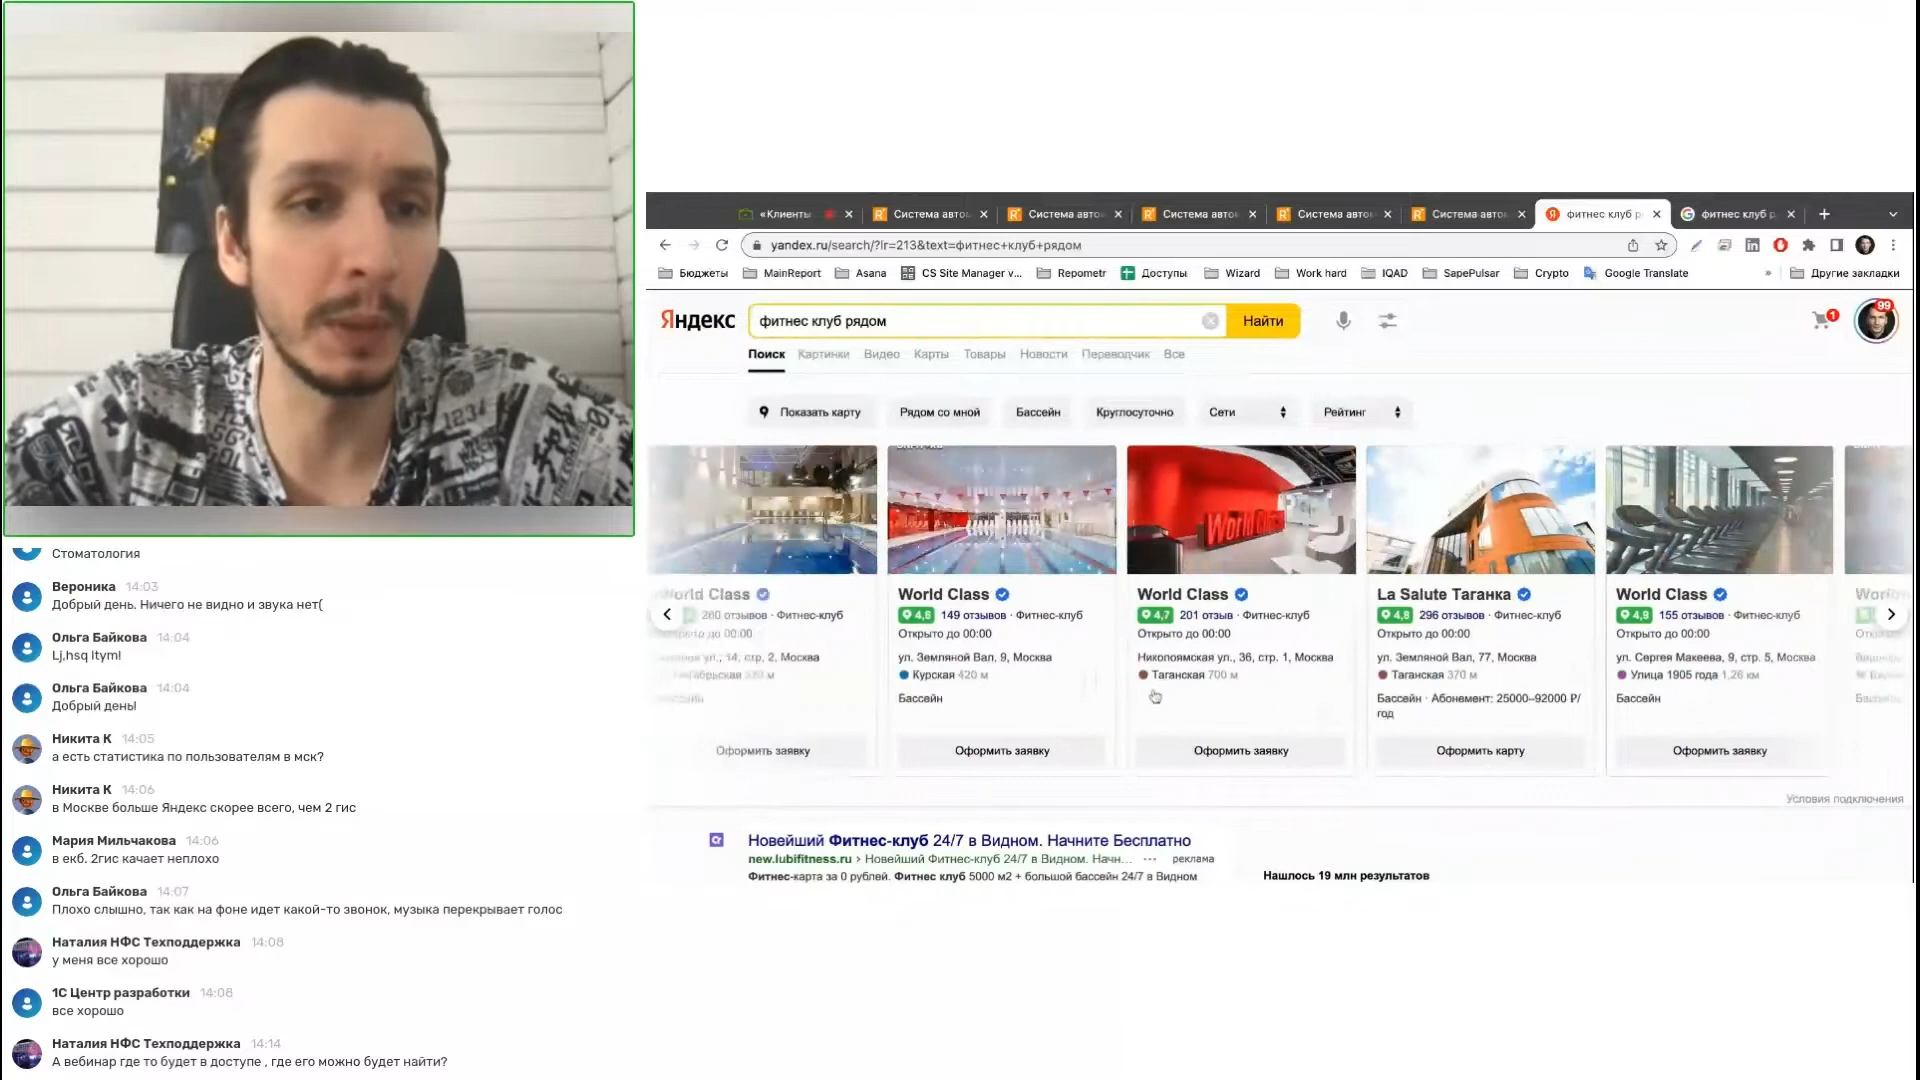 Стоматология
Вероника 14:03
Добрый день. Ничего не видно и звука нет(
Ольга Байкова 14:04
Lj,hsq ltym!
Ольга Байкова 14:04
Добрый день!
Никита К 14:05
а есть статистика по пользователям в мск?
Никита К 14:06
в Москве больше Яндекс скорее всего, чем 2 гис
Мария Мильчакова 14:06
в екб. 2гис качает неплохо
Ольга Байкова 14:07
Плохо слышно, так как на фоне идет какой-то звонок, музыка перекрывает голос
Наталия НФС Техподдержка 14:08
у меня все хорошо
1С Центр разработки 14:08
все хорошо
Наталия НФС Техподдержка 14:14
А вебинар где то будет в доступе , где его можно будет найти?
«Клиенты Система авто Система авто Система авто Система авто Система авто фитнес клуб р фитнес клуб р
yandex.ru/search/?lr=213&text=фитнес+клуб+рядом
Бюджеты MainReport Asana CS Site Manager v... Repometr Доступы Wizard Work hard IQAD SapePulsar Crypto Google Translate » Другие закладки
Яндекс фитнес клуб рядом Найти 1 99
Поиск Картинки Видео Карты Товары Новости Переводчик Все
Показать карту Рядом со мной Бассейн Круглосуточно Сети Рейтинг
World Class
260 отзывов · Фитнес-клуб
Открыто до 00:00
ул., 14, стр. 2, Москва
Оформить заявку
World Class
149 отзывов · Фитнес-клуб
Открыто до 00:00
ул. Земляной Вал, 9, Москва
Курская 420 м
Бассейн
Оформить заявку
World Class
World Class
4,7 201 отзыв · Фитнес-клуб
Открыто до 00:00
Николоямская ул., 36, стр. 1, Москва
Таганская 700 м
Оформить заявку
La Salute Таганка
4,8 296 отзывов · Фитнес-клуб
Открыто до 00:00
ул. Земляной Вал, 77, Москва
Таганская 370 м
Бассейн · Абонемент: 25000–92000 ₽/
год
Оформить карту
World Class
4,9 155 отзывов · Фитнес-клуб
Открыто до 00:00
ул. Сергея Макеева, 9, стр. 5, Москва
Улица 1905 года 1,26 км
Бассейн
Оформить заявку
Условия подключения
Новейший Фитнес-клуб 24/7 в Видном. Начните Бесплатно
new.lubifitness.ru › Новейший Фитнес-клуб 24/7 в Видном. Начн... ··· реклама
Фитнес-карта за 0 рублей. Фитнес клуб 5000 м2 + большой бассейн 24/7 в Видном
Нашлось 19 млн результатов